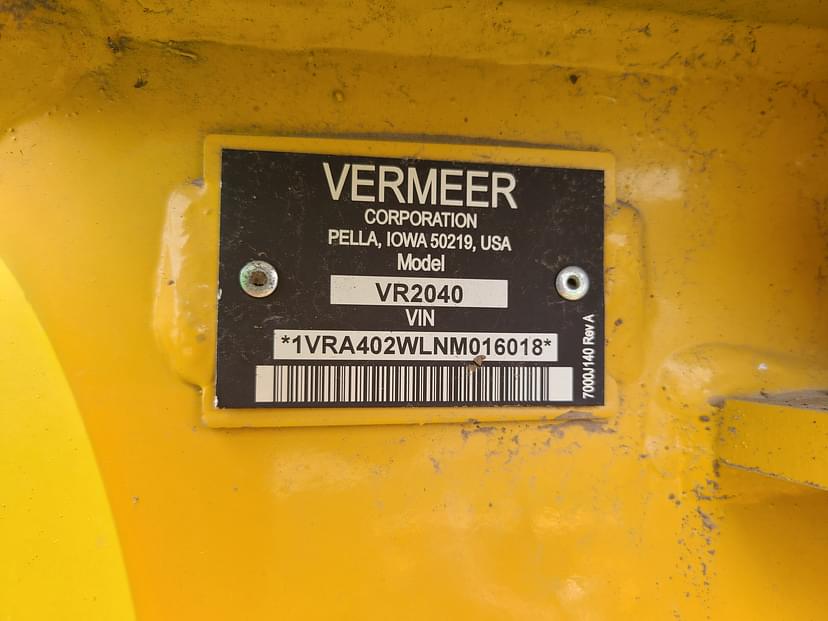 VERMEER
CORPORATION
PELLA, IOWA 50219, USA
Model
VR2040
VIN
*1VRA402WLNM016018*
7000J140 Rev A